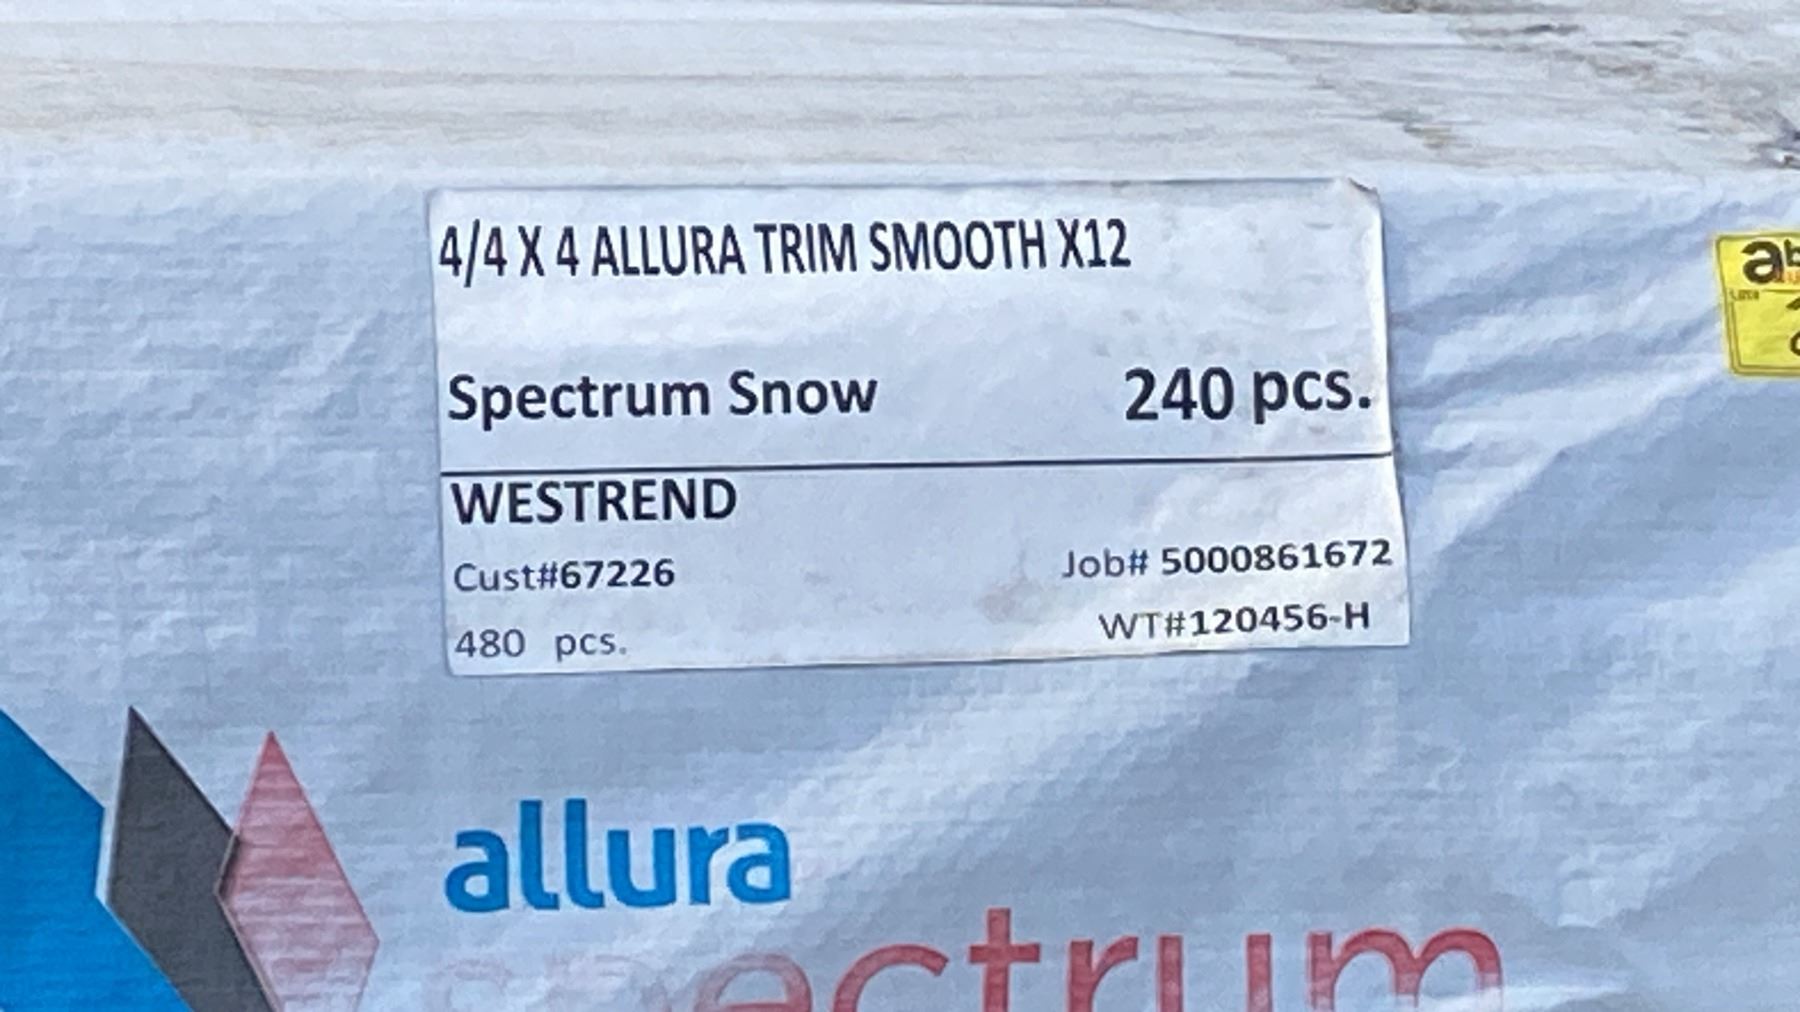 4/4 X 4 ALLURA TRIM SMOOTH X12
Spectrum Snow 240 pcs.
WESTREND
Cust#67226 Job# 5000861672
480 pcs. WT#120456-H
allura
spectrum